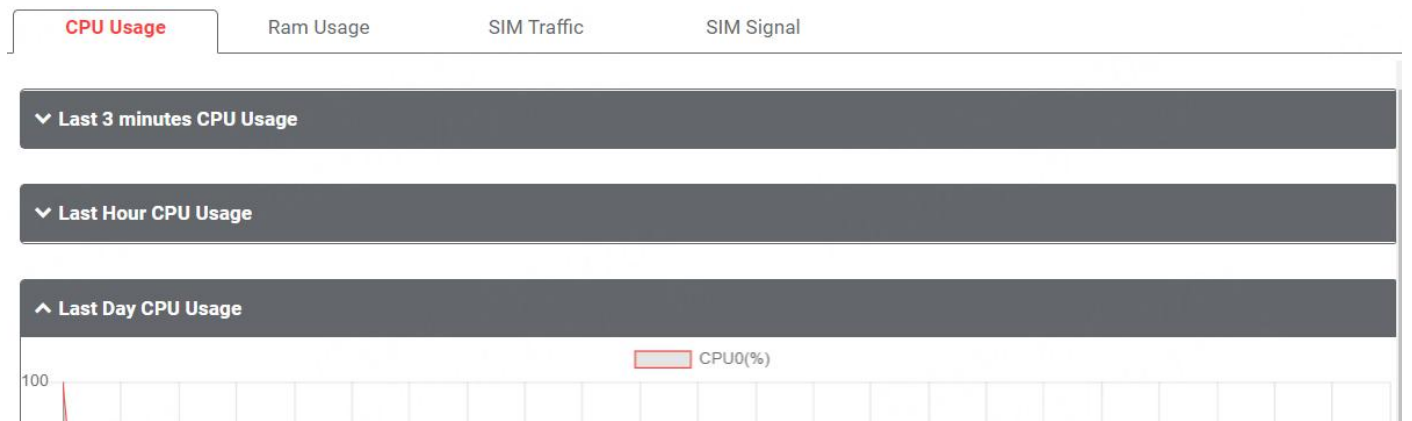 CPU Usage Ram Usage SIM Traffic SIM Signal
Last 3 minutes CPU Usage
Last Hour CPU Usage
Last Day CPU Usage
CPU0(%)
100